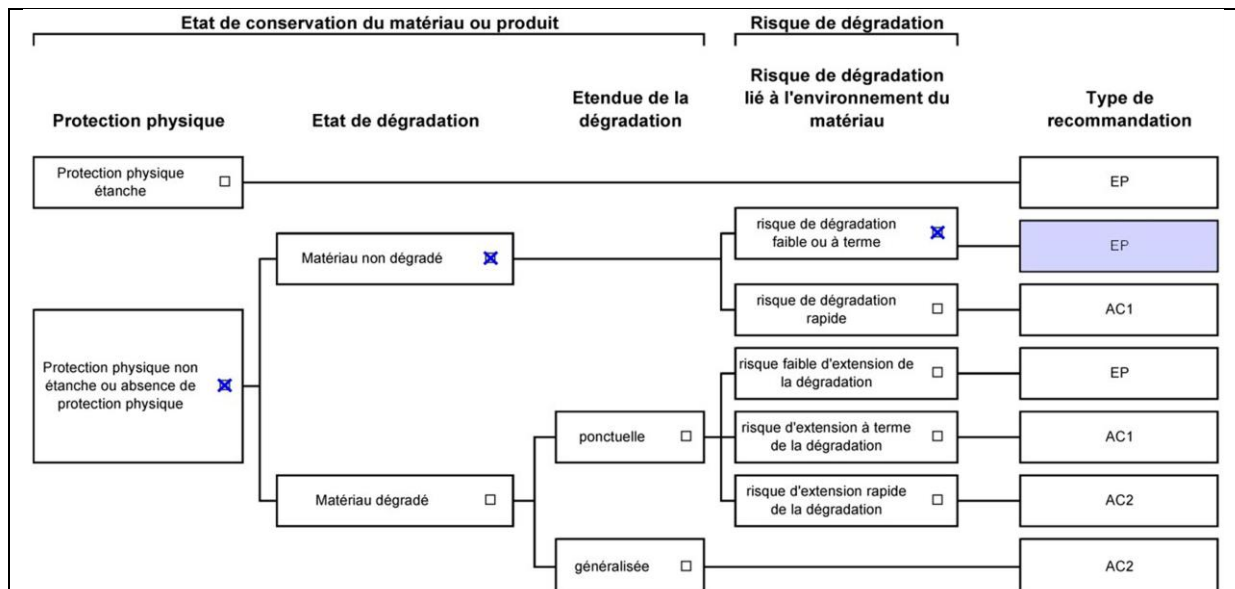 Etat de conservation du matériau ou produit
Risque de dégradation
Protection physique
Etat de dégradation
Etendue de la
dégradation
Risque de dégradation
lié à l'environnement du
matériau
Type de
recommandation
Protection physique
étanche
EP
risque de dégradation
faible ou à terme
EP
Matériau non dégradé
risque de dégradation
rapide
AC1
Protection physique non
étanche ou absence de
protection physique
risque faible d'extension de
la dégradation
EP
ponctuelle
risque d'extension à terme
de la dégradation
AC1
Matériau dégradé
risque d'extension rapide
de la dégradation
AC2
généralisée
AC2